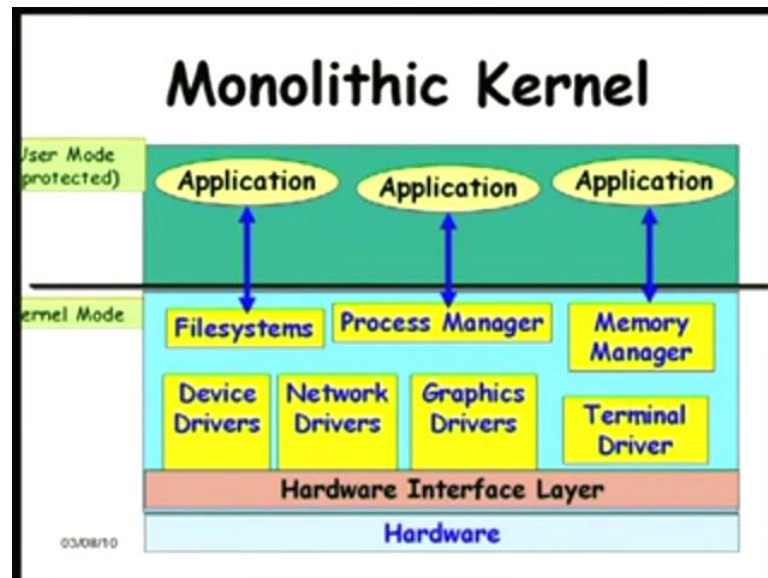 Monolithic Kernel
User Mode
protected)
Application
Application
Application
ernel Mode
Filesystems
Process Manager
Memory
Manager
Device
Drivers
Network
Drivers
Graphics
Drivers
Terminal
Driver
Hardware Interface Layer
Hardware
03/08/10